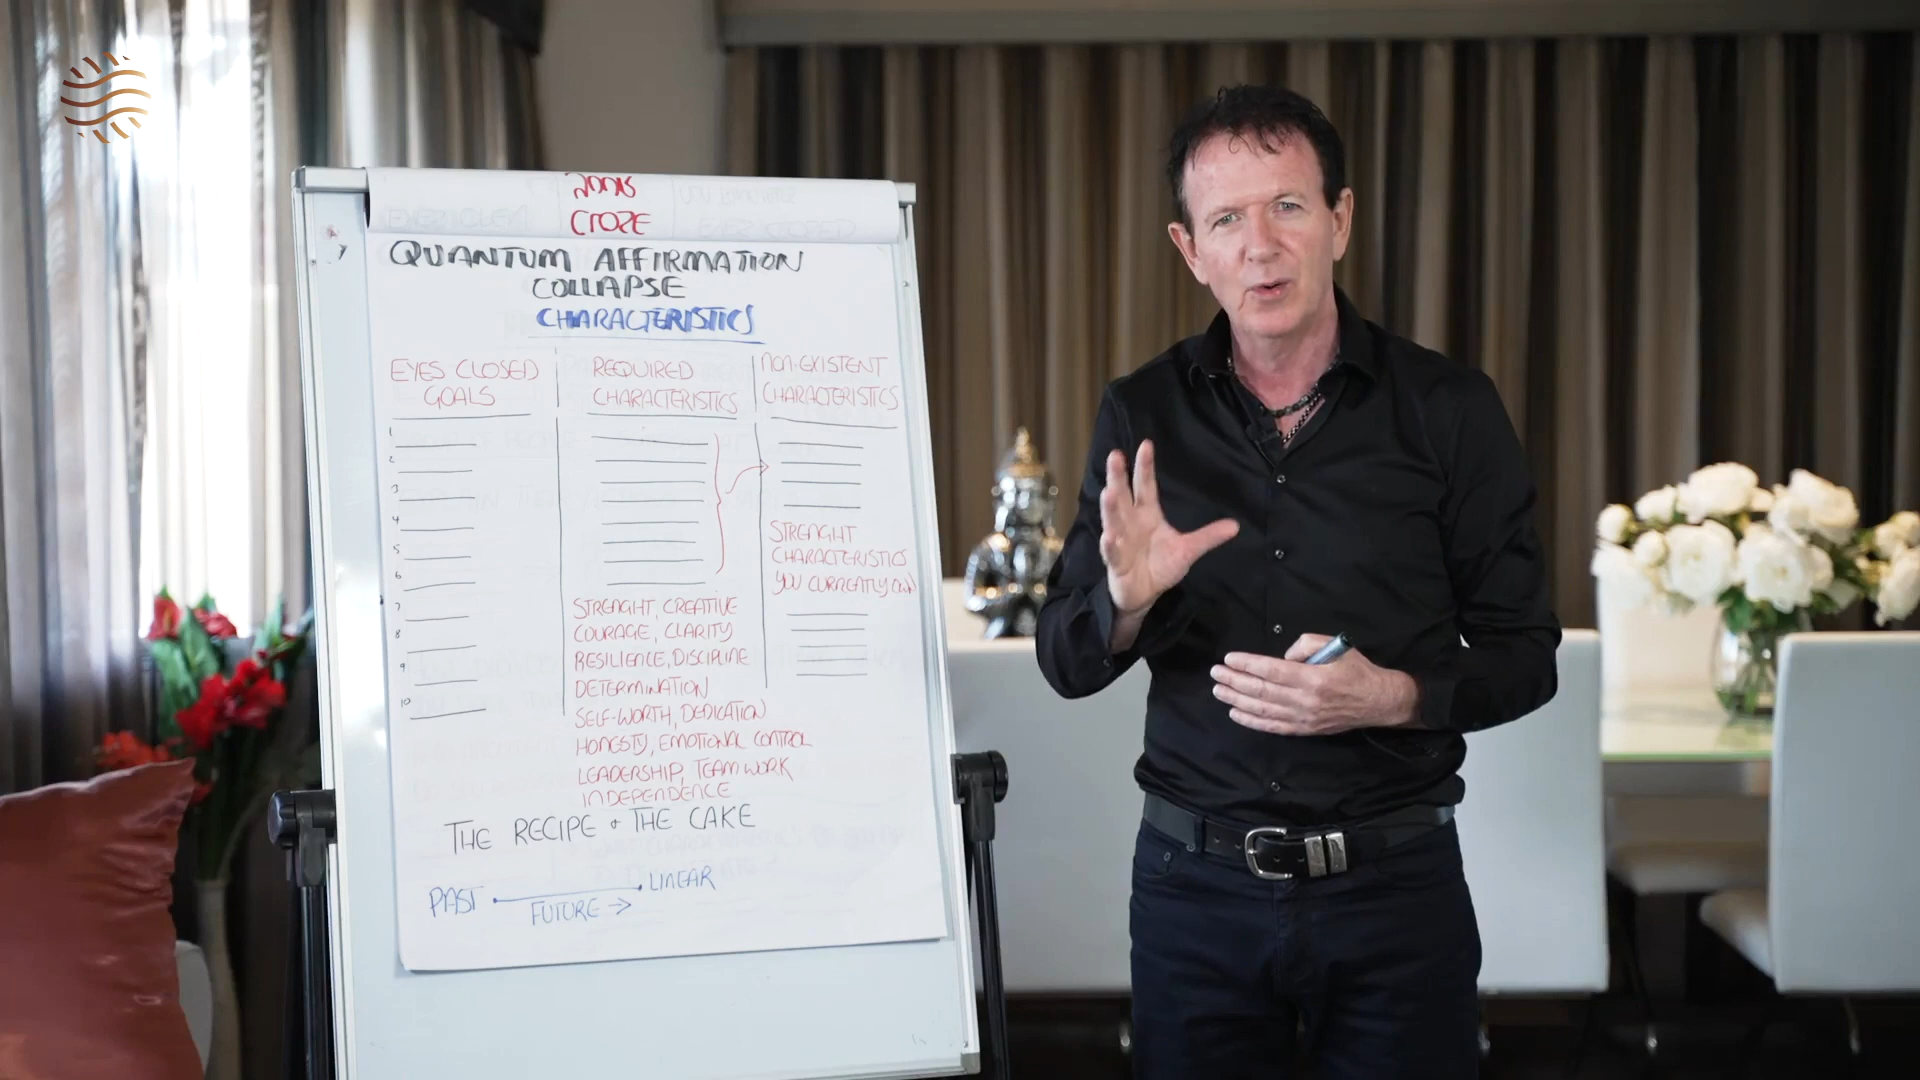 QUANTUM AFFIRMATION
COLLAPSE
CHARACTERISTICS
EYES CLOSED
GOALS
REQUIRED
CHARACTERISTICS
NON-EXISTENT
CHARACTERISTICS
1
2
3
4
5
6
7
8
9
10
STRENGHT
CHARACTERISTICS
YOU CURRENTLY OWN
STRENGHT, CREATIVE
COURAGE, CLARITY
RESILIENCE, DISCIPLINE
DETERMINATION
SELF-WORTH, DEDICATION
HONESTY, EMOTIONAL CONTROL
LEADERSHIP, TEAMWORK
INDEPENDENCE
THE RECIPE + THE CAKE
PAST LINEAR
FUTURE →